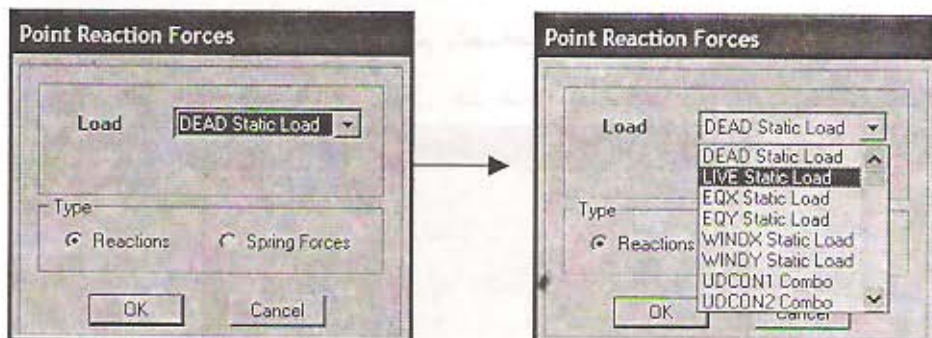 Point Reaction Forces
Load DEAD Static Load
Type
Reactions Spring Forces
OK Cancel
Point Reaction Forces
Load DEAD Static Load
DEAD Static Load
LIVE Static Load
EQX Static Load
EQY Static Load
WINDX Static Load
WINDY Static Load
UDCON1 Combo
UDCON2 Combo
Type
Reactions
OK Cancel